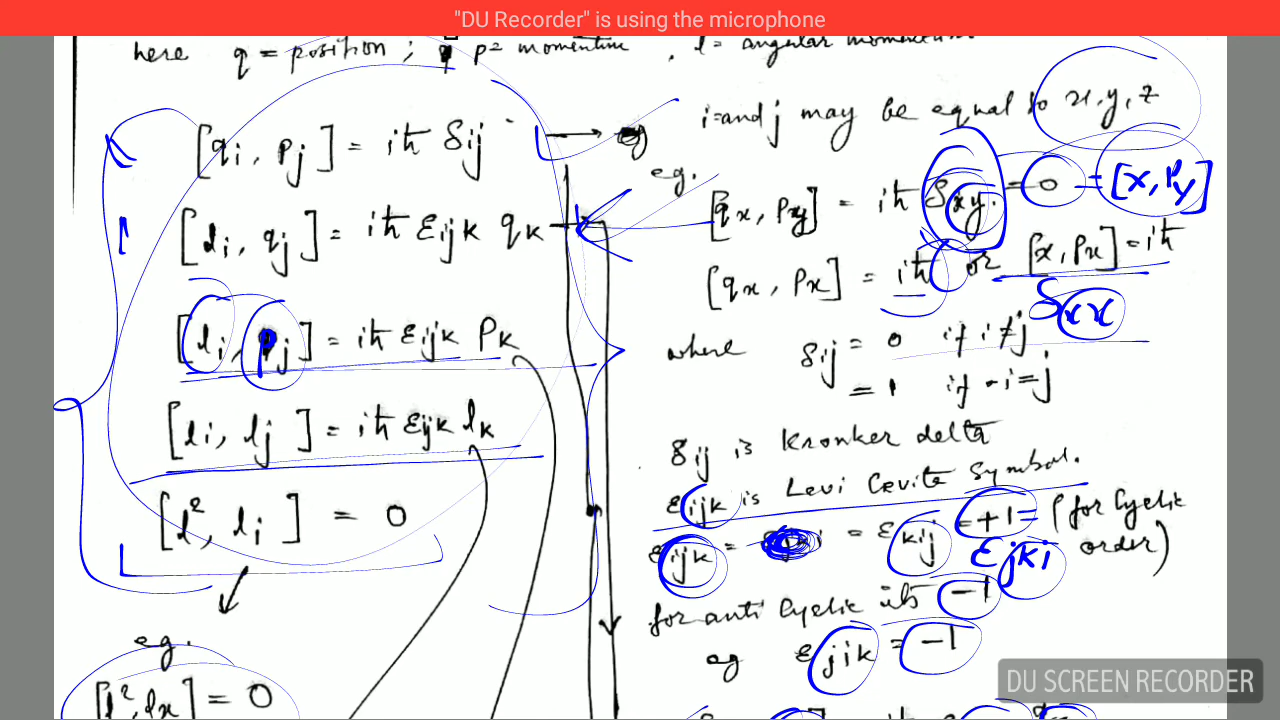 "DU Recorder" is using the microphone
here q = position ; p = momentum , l = angular momentum
[qi, pj] = iħ δij → eg
[li, qj] = iħ εijk qk
[li, pj] = iħ εijk Pk
[li, lj] = iħ εijk lk
[l², li] = 0
eg.
[l², lx] = 0
i and j may be equal to x, y, z
eg.
[qx, Pxy] = iħ δxy = 0 = [x, Py]
[qx, Px] = iħ or [x, Px] = iħ
δxx
where δij = 0 if i ≠ j
= 1 if i = j
δij is Kronker delta
εijk is Levi Cevita Symbol.
εijk = = εkij = +1 = (for Cyclic
εjki order)
for anti Cyclic its -1
eg εjik = -1
DU SCREEN RECORDER